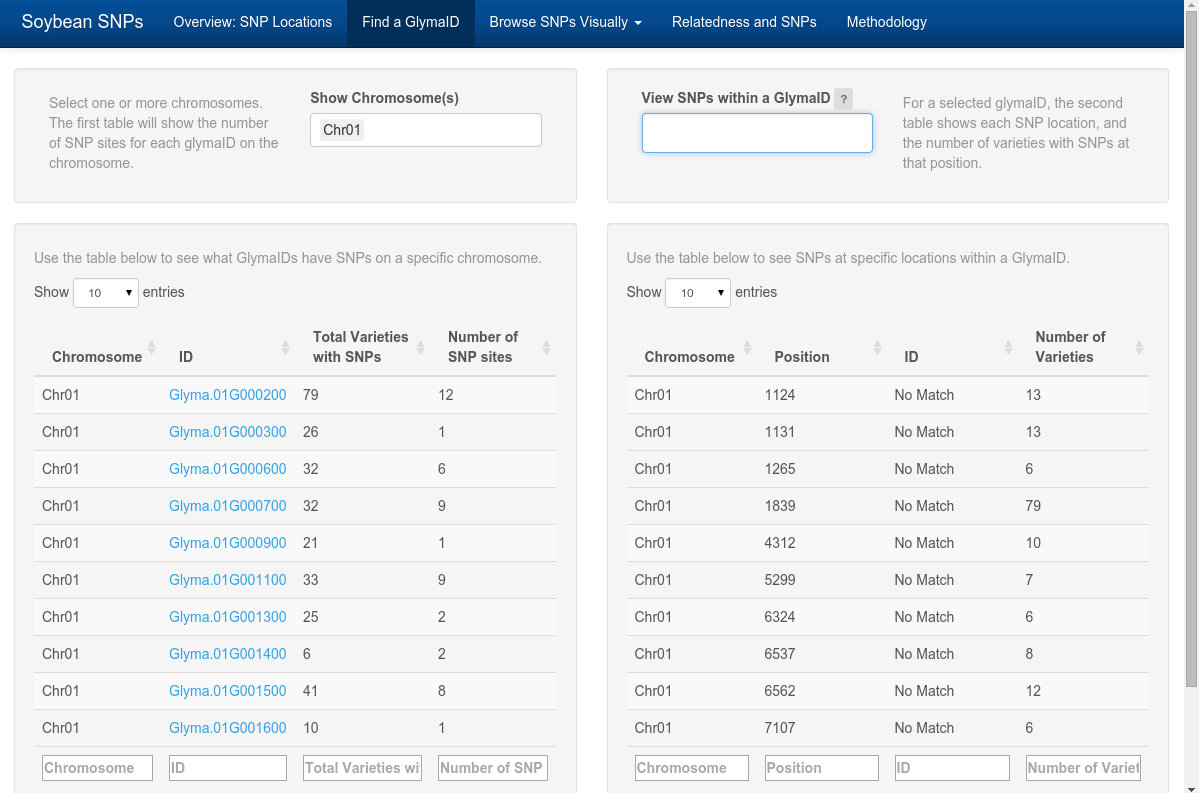 Soybean SNPs Overview: SNP Locations Find a GlymaID Browse SNPs Visually Relatedness and SNPs Methodology
Select one or more chromosomes.
The first table will show the number
of SNP sites for each glymaID on the
chromosome.
Show Chromosome(s)
Chr01
View SNPs within a GlymaID ?
For a selected glymaID, the second
table shows each SNP location, and
the number of varieties with SNPs at
that position.
Use the table below to see what GlymaIDs have SNPs on a specific chromosome.
Show 10 entries
Chromosome ID Total Varieties with SNPs Number of SNP sites
Chr01 Glyma.01G000200 79 12
Chr01 Glyma.01G000300 26 1
Chr01 Glyma.01G000600 32 6
Chr01 Glyma.01G000700 32 9
Chr01 Glyma.01G000900 21 1
Chr01 Glyma.01G001100 33 9
Chr01 Glyma.01G001300 25 2
Chr01 Glyma.01G001400 6 2
Chr01 Glyma.01G001500 41 8
Chr01 Glyma.01G001600 10 1
Chromosome ID Total Varieties wi Number of SNP
Use the table below to see SNPs at specific locations within a GlymaID.
Show 10 entries
Chromosome Position ID Number of Varieties
Chr01 1124 No Match 13
Chr01 1131 No Match 13
Chr01 1265 No Match 6
Chr01 1839 No Match 79
Chr01 4312 No Match 10
Chr01 5299 No Match 7
Chr01 6324 No Match 6
Chr01 6537 No Match 8
Chr01 6562 No Match 12
Chr01 7107 No Match 6
Chromosome Position ID Number of Variet